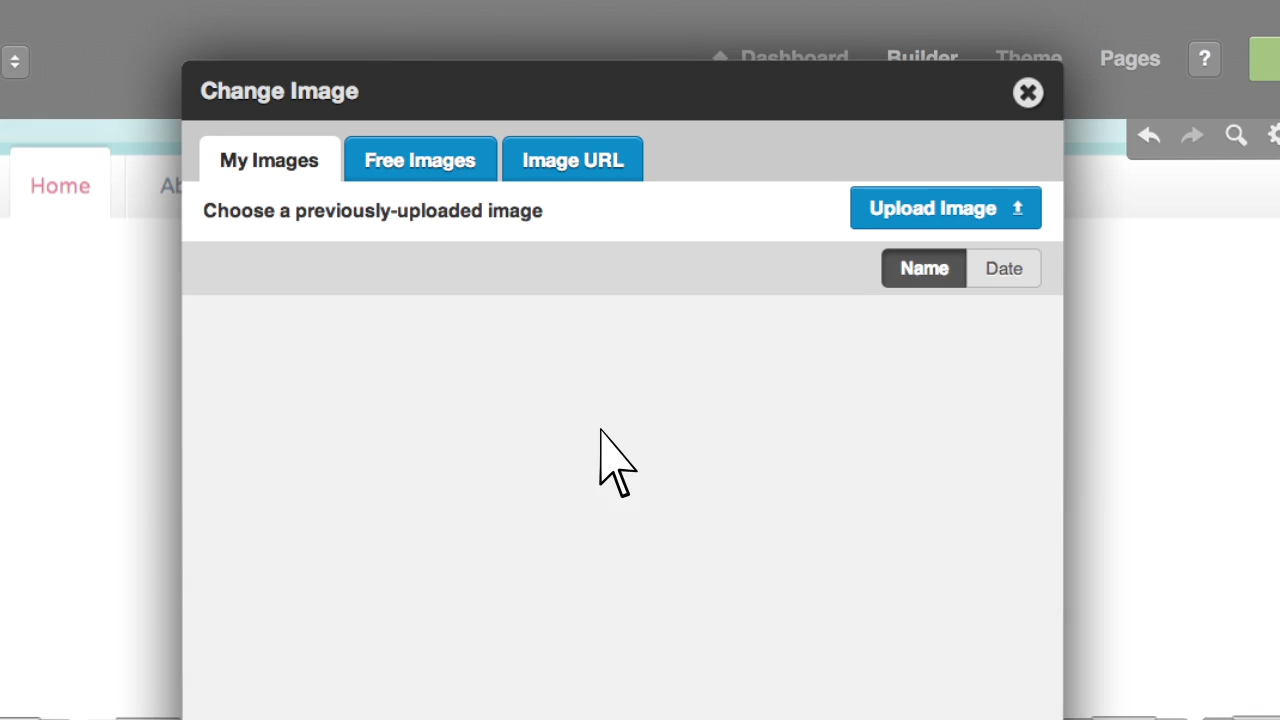 Dashboard Builder Theme Pages ?
Change Image
My Images Free Images Image URL
Home Ab
Choose a previously-uploaded image Upload Image
Name Date